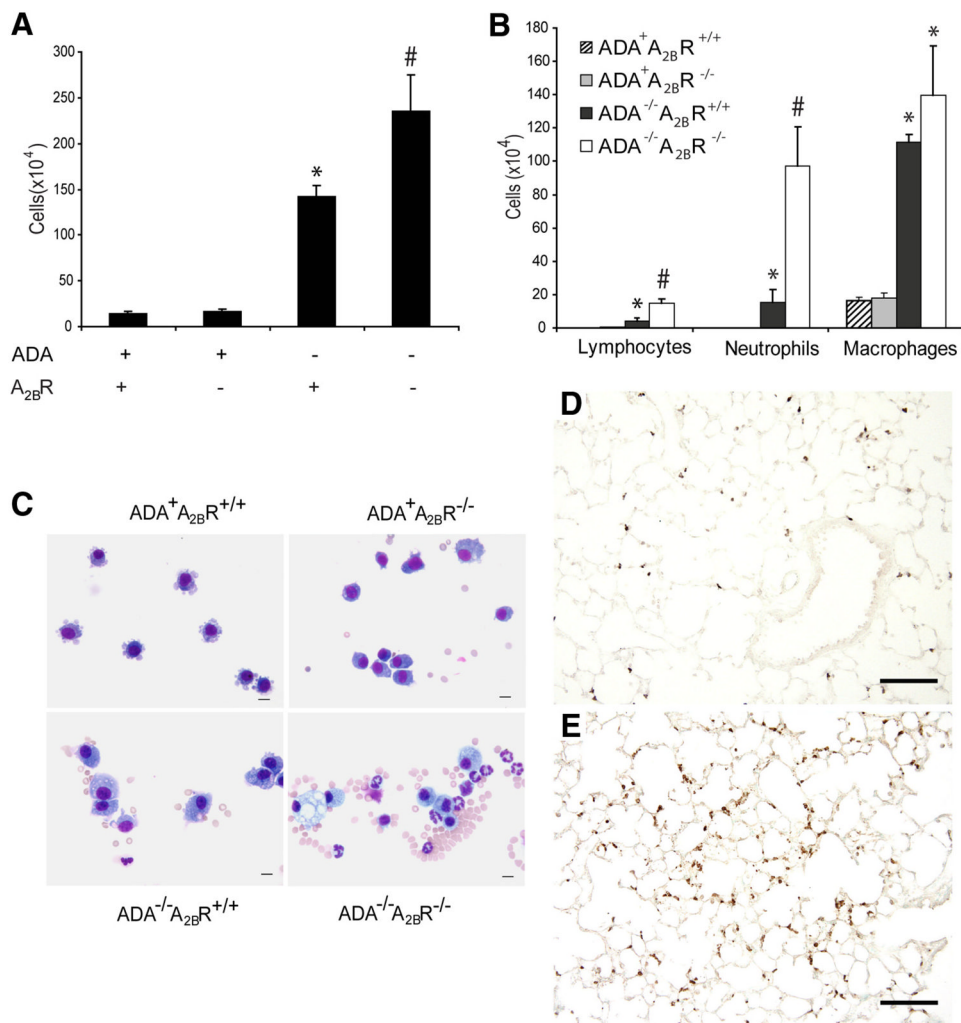 A
Cells(x10⁴)
300
250
200
150
100
50
0
*
#
ADA + + - -
A₂BR + - + -
B
Cells (x10⁴)
180
160
140
120
100
80
60
40
20
0
ADA⁺A₂BR⁺/⁺
ADA⁺A₂BR⁻/⁻
ADA⁻/⁻A₂BR⁺/⁺
ADA⁻/⁻A₂BR⁻/⁻
* # * # * *
Lymphocytes Neutrophils Macrophages
C
ADA⁺A₂BR⁺/⁺ ADA⁺A₂BR⁻/⁻
ADA⁻/⁻A₂BR⁺/⁺ ADA⁻/⁻A₂BR⁻/⁻
D
E